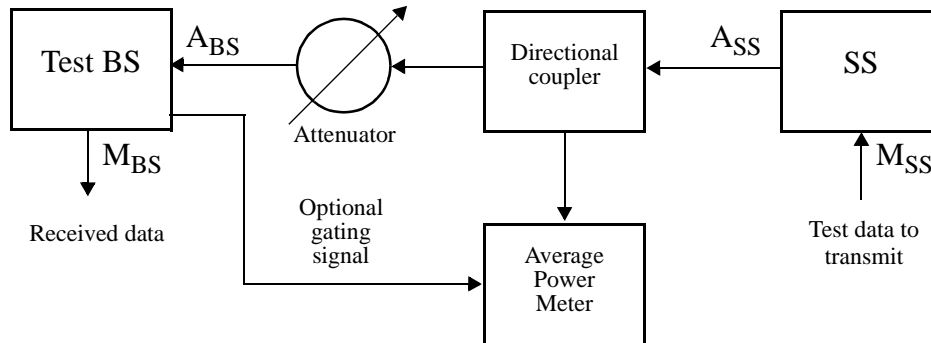 Test BS
A_BS
Attenuator
Directional
coupler
A_SS
SS
M_BS
Received data
Optional
gating
signal
Average
Power
Meter
M_SS
Test data to
transmit